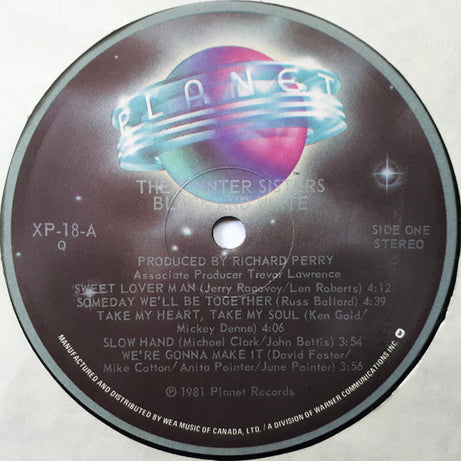 PLANET
™
THE POINTER SISTERS
BLACK AND WHITE
XP-18-A
Q
SIDE ONE
STEREO
PRODUCED BY RICHARD PERRY
Associate Producer Trevor Lawrence
SWEET LOVER MAN (Jerry Ragovoy/Len Roberts) 4:12
SOMEDAY WE'LL BE TOGETHER (Russ Ballard) 4:39
TAKE MY HEART, TAKE MY SOUL (Ken Gold/
Mickey Denne) 4:06
SLOW HAND (Michael Clark/John Bettis) 3:54
WE'RE GONNA MAKE IT (David Foster/
Mike Cotton/Anita Pointer/June Pointer) 3:56
℗ 1981 Planet Records
MANUFACTURED AND DISTRIBUTED BY WEA MUSIC OF CANADA, LTD./A DIVISION OF WARNER COMMUNICATIONS INC.